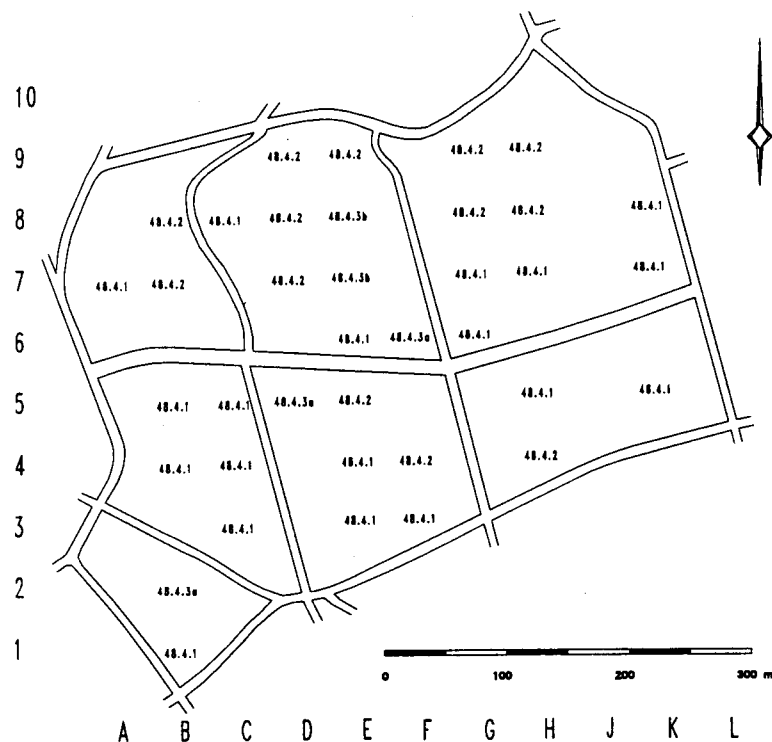 10
9 48.4.2 48.4.2 48.4.2 48.4.2
8 48.4.2 48.4.1 48.4.2 48.4.3b 48.4.2 48.4.2 48.4.1
7 48.4.1 48.4.2 48.4.2 48.4.3b 48.4.1 48.4.1 48.4.1
6 48.4.1 48.4.3a 48.4.1
5 48.4.1 48.4.1 48.4.3a 48.4.2 48.4.1 48.4.1
4 48.4.1 48.4.1 48.4.1 48.4.2 48.4.2
3 48.4.1 48.4.1 48.4.1
2 48.4.3a
1 48.4.1
0 100 200 300 m
A B C D E F G H J K L